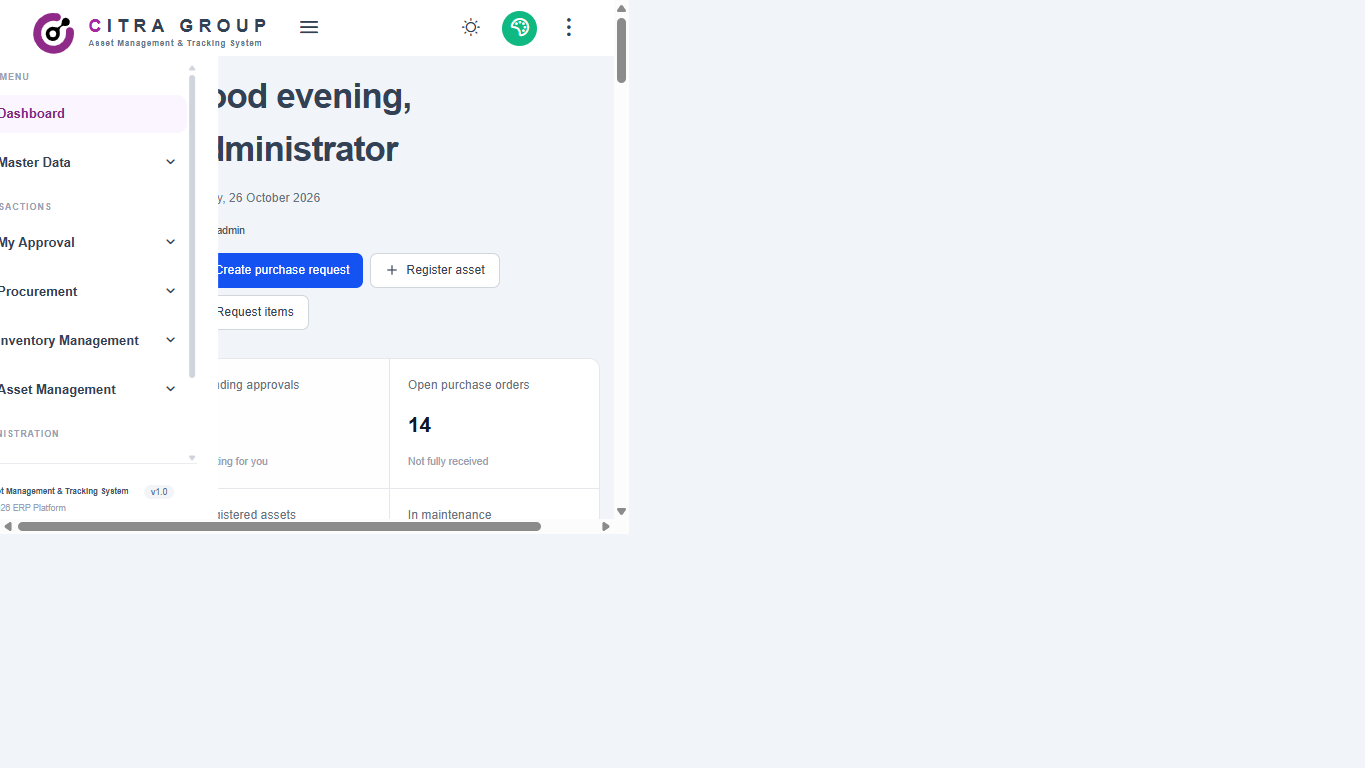 CITRA GROUP
Asset Management & Tracking System
MENU
Dashboard
Master Data
SACTIONS
My Approval
Procurement
nventory Management
Asset Management
NISTRATION
t Management & Tracking System
v1.0
26 ERP Platform
ood evening,
dministrator
y, 26 October 2026
admin
Create purchase request
Register asset
Request items
nding approvals
ting for you
Open purchase orders
14
Not fully received
gistered assets
In maintenance